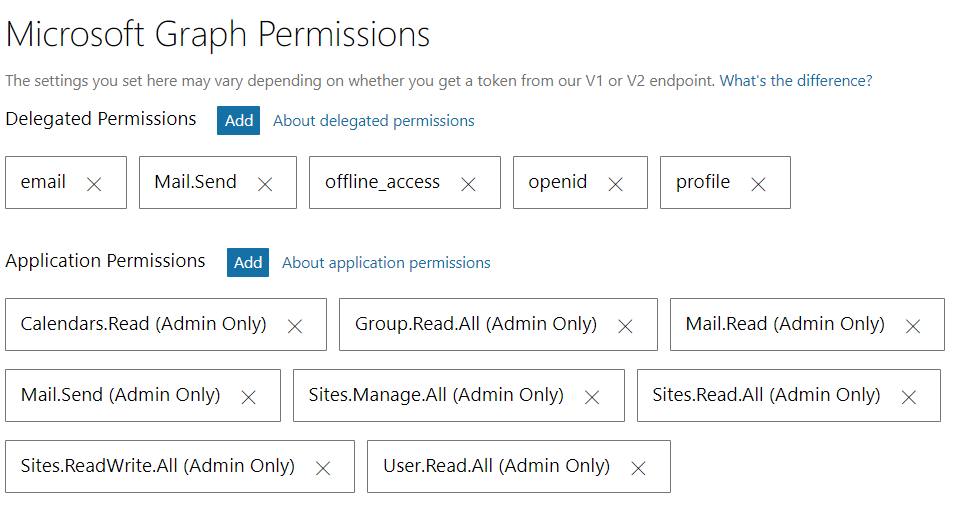 Microsoft Graph Permissions
The settings you set here may vary depending on whether you get a token from our V1 or V2 endpoint. What's the difference?
Delegated Permissions Add About delegated permissions
email Mail.Send offline_access openid profile
Application Permissions Add About application permissions
Calendars.Read (Admin Only) Group.Read.All (Admin Only) Mail.Read (Admin Only)
Mail.Send (Admin Only) Sites.Manage.All (Admin Only) Sites.Read.All (Admin Only)
Sites.ReadWrite.All (Admin Only) User.Read.All (Admin Only)